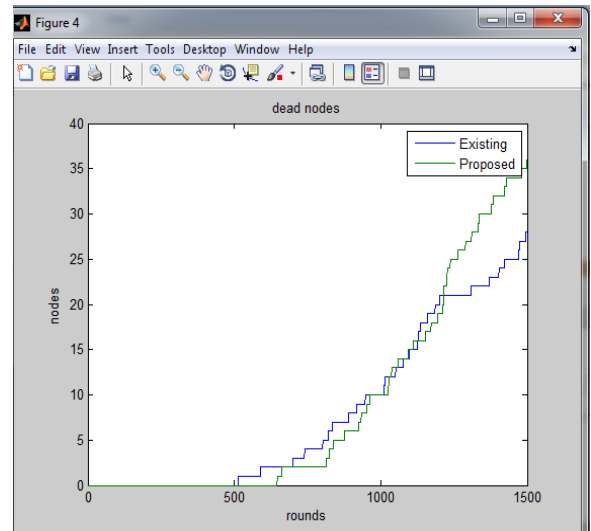 Figure 4
File Edit View Insert Tools Desktop Window Help
dead nodes
40
35
30
25
20
15
10
5
0
nodes
0 500 1000 1500
rounds
Existing
Proposed